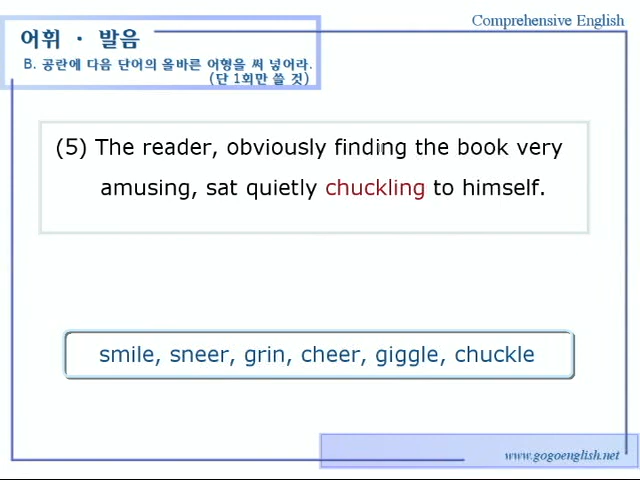 Comprehensive English
어휘 · 발음
B. 공란에 다음 단어의 올바른 어형을 써 넣어라.
(단 1회만 쓸 것)
(5) The reader, obviously finding the book very
amusing, sat quietly chuckling to himself.
smile, sneer, grin, cheer, giggle, chuckle
www.gogoenglish.net